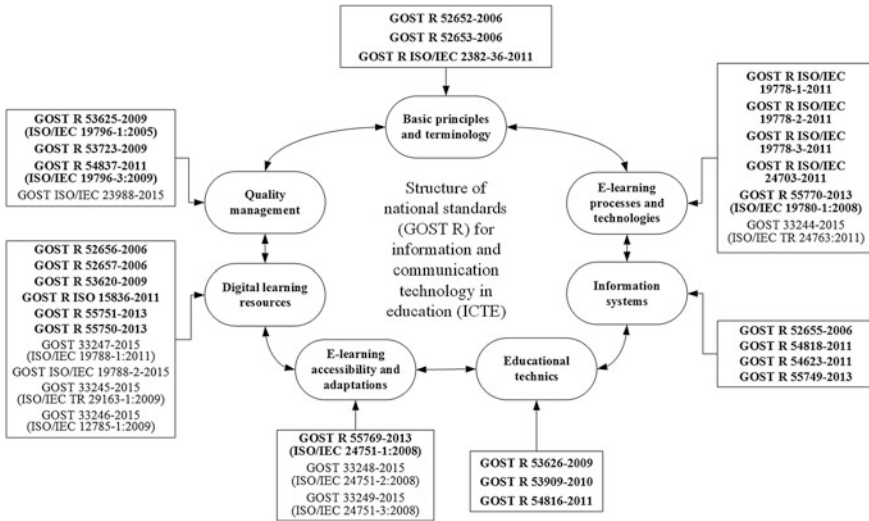 GOST R 52652-2006
GOST R 52653-2006
GOST R ISO/IEC 2382-36-2011
Basic principles
and terminology
GOST R 53625-2009
(ISO/IEC 19796-1:2005)
GOST R 53723-2009
GOST R 54837-2011
(ISO/IEC 19796-3:2009)
GOST ISO/IEC 23988-2015
Quality
management
GOST R ISO/IEC
19778-1-2011
GOST R ISO/IEC
19778-2-2011
GOST R ISO/IEC
19778-3-2011
GOST R ISO/IEC
24703-2011
GOST R 55770-2013
(ISO/IEC 19780-1:2008)
GOST 33244-2015
(ISO/IEC TR 24763:2011)
E-learning
processes and
technologies
Structure of
national standards
(GOST R) for
information and
communication
technology in
education (ICTE)
GOST R 52656-2006
GOST R 52657-2006
GOST R 53620-2009
GOST R ISO 15836-2011
GOST R 55751-2013
GOST R 55750-2013
GOST 33247-2015
(ISO/IEC 19788-1:2011)
GOST ISO/IEC 19788-2-2015
GOST 33245-2015
(ISO/IEC TR 29163-1:2009)
GOST 33246-2015
(ISO/IEC 12785-1:2009)
Digital learning
resources
Information
systems
GOST R 52655-2006
GOST R 54818-2011
GOST R 54623-2011
GOST R 55749-2013
E-learning
accessibility and
adaptations
Educational
technics
GOST R 55769-2013
(ISO/IEC 24751-1:2008)
GOST 33248-2015
(ISO/IEC 24751-2:2008)
GOST 33249-2015
(ISO/IEC 24751-3:2008)
GOST R 53626-2009
GOST R 53909-2010
GOST R 54816-2011